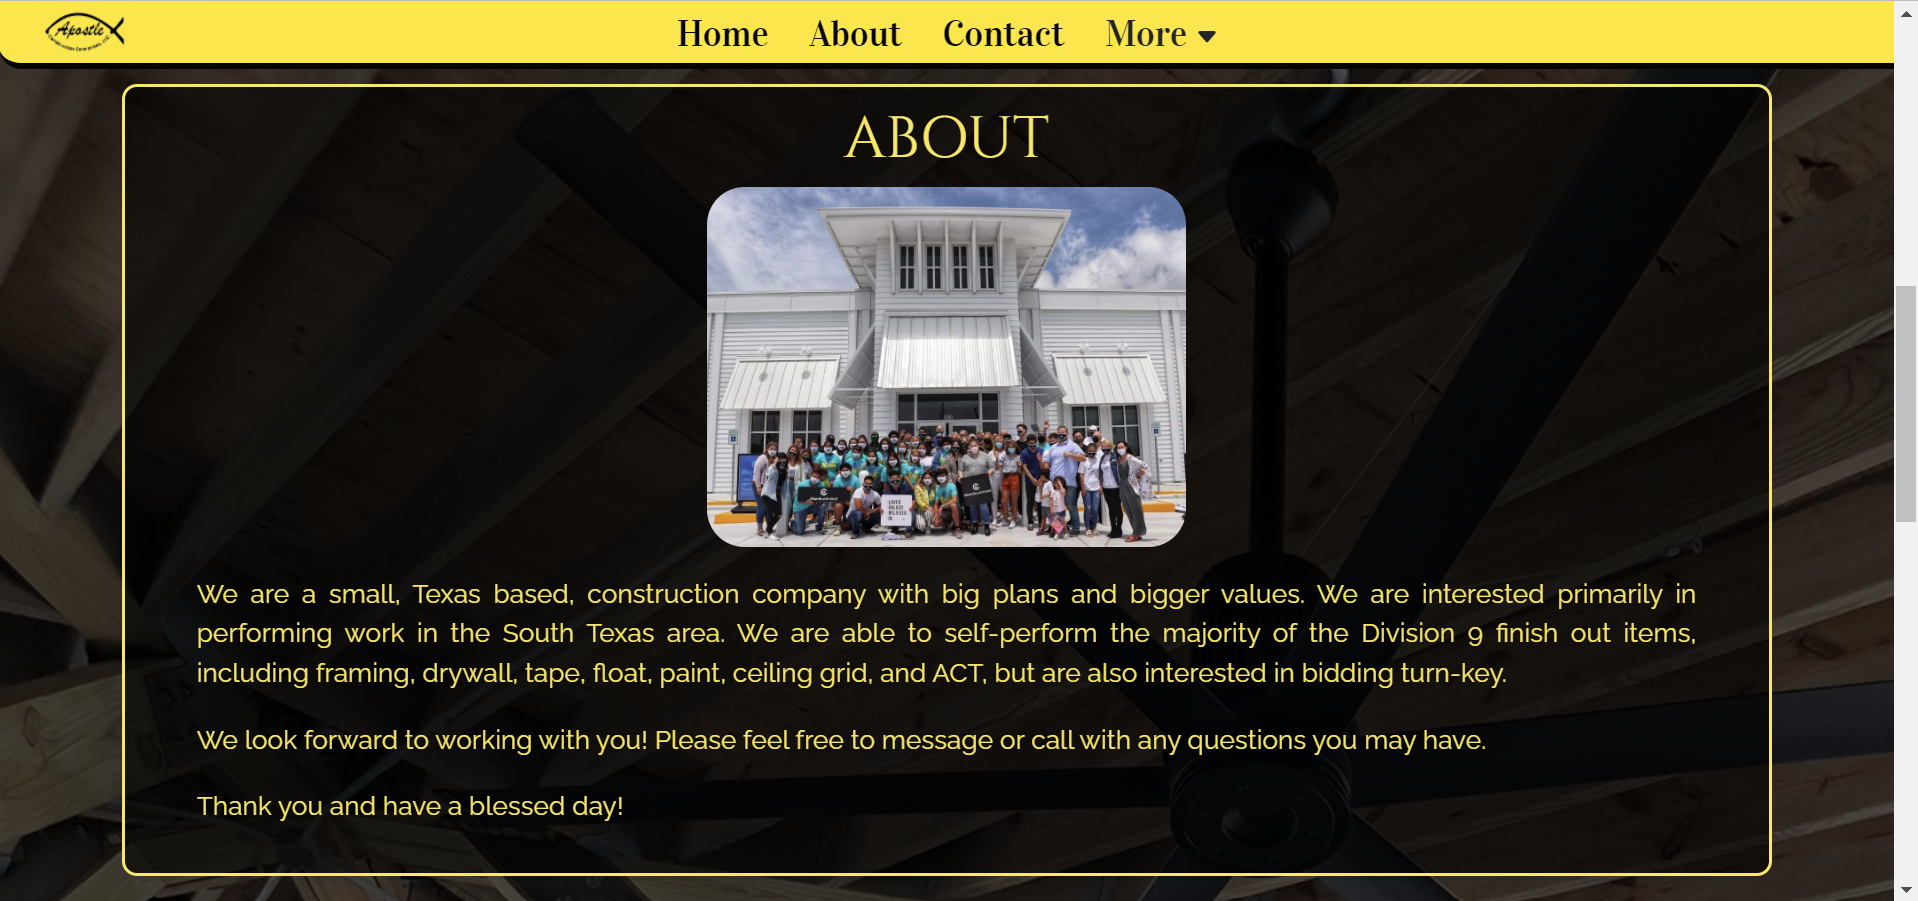 Apostle
Home About Contact More
ABOUT
We are a small, Texas based, construction company with big plans and bigger values. We are interested primarily in
performing work in the South Texas area. We are able to self-perform the majority of the Division 9 finish out items,
including framing, drywall, tape, float, paint, ceiling grid, and ACT, but are also interested in bidding turn-key.
We look forward to working with you! Please feel free to message or call with any questions you may have.
Thank you and have a blessed day!